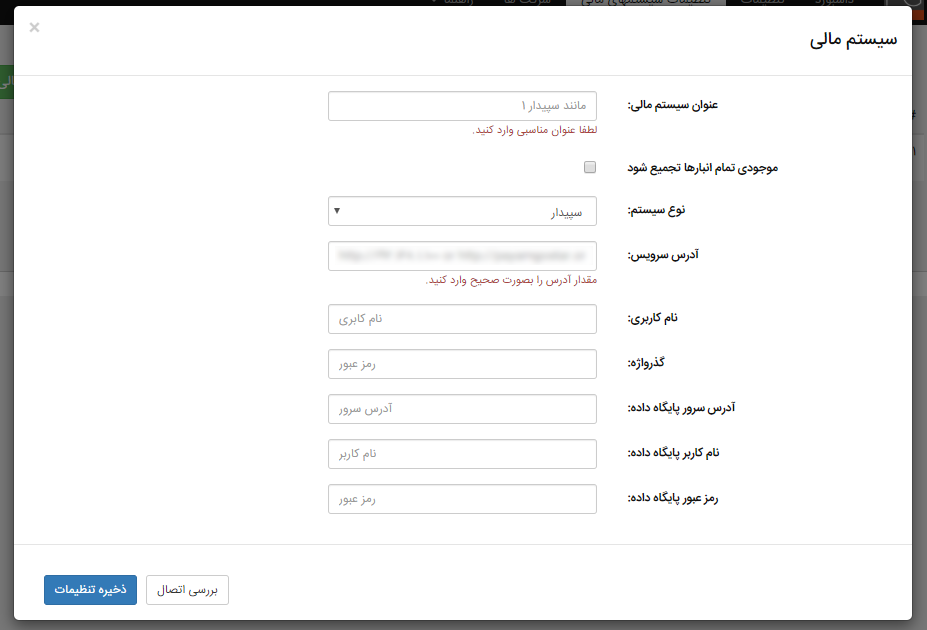 سیستم مالی
×
عنوان سیستم مالی:
مانند سپیدار ۱
لطفا عنوان مناسبی وارد کنید.
موجودی تمام انبارها تجمیع شود
نوع سیستم:
سپیدار
آدرس سرویس:
مقدار آدرس را بصورت صحیح وارد کنید.
نام کاربری:
نام کابری
گذرواژه:
رمز عبور
آدرس سرور پایگاه داده:
آدرس سرور
نام کاربر پایگاه داده:
نام کاربر
رمز عبور پایگاه داده:
رمز عبور
بررسی اتصال
ذخیره تنظیمات